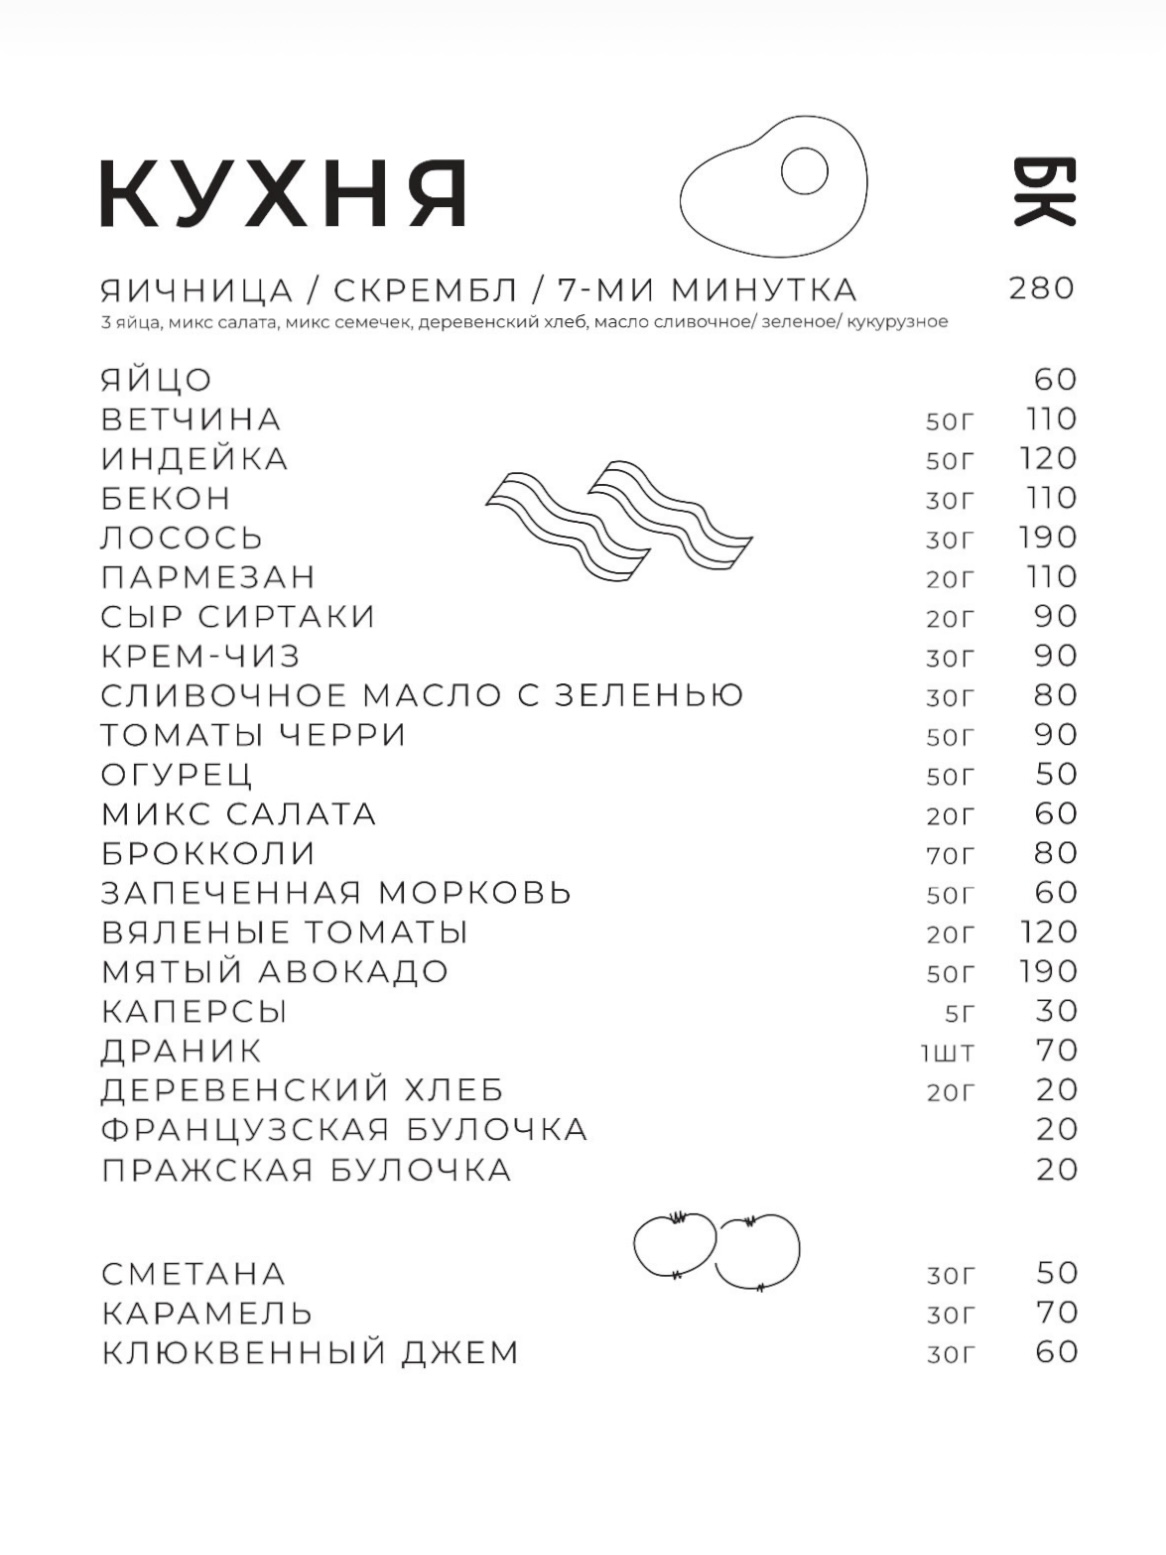 КУХНЯ
БК
ЯИЧНИЦА / СКРЕМБЛ / 7-МИ МИНУТКА 280
3 яйца, микс салата, микс семечек, деревенский хлеб, масло сливочное/ зеленое/ кукурузное
ЯЙЦО 60
ВЕТЧИНА 50Г 110
ИНДЕЙКА 50Г 120
БЕКОН 30Г 110
ЛОСОСЬ 30Г 190
ПАРМЕЗАН 20Г 110
СЫР СИРТАКИ 20Г 90
КРЕМ-ЧИЗ 30Г 90
СЛИВОЧНОЕ МАСЛО С ЗЕЛЕНЬЮ 30Г 80
ТОМАТЫ ЧЕРРИ 50Г 90
ОГУРЕЦ 50Г 50
МИКС САЛАТА 20Г 60
БРОККОЛИ 70Г 80
ЗАПЕЧЕННАЯ МОРКОВЬ 50Г 60
ВЯЛЕНЫЕ ТОМАТЫ 20Г 120
МЯТЫЙ АВОКАДО 50Г 190
КАПЕРСЫ 5Г 30
ДРАНИК 1ШТ 70
ДЕРЕВЕНСКИЙ ХЛЕБ 20Г 20
ФРАНЦУЗСКАЯ БУЛОЧКА 20
ПРАЖСКАЯ БУЛОЧКА 20
СМЕТАНА 30Г 50
КАРАМЕЛЬ 30Г 70
КЛЮКВЕННЫЙ ДЖЕМ 30Г 60